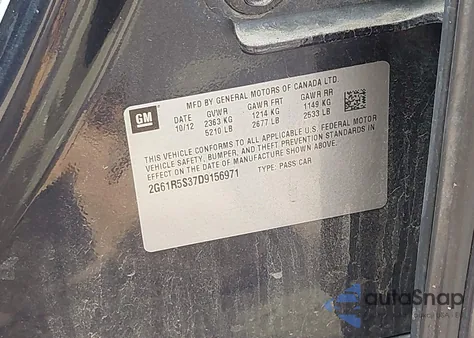 GM
MFD BY GENERAL MOTORS OF CANADA LTD.
DATE GVWR GAWR FRT GAWR RR
10/12 2363 KG 1214 KG 1149 KG
5210 LB 2677 LB 2533 LB
THIS VEHICLE CONFORMS TO ALL APPLICABLE U.S. FEDERAL MOTOR
VEHICLE SAFETY, BUMPER, AND THEFT PREVENTION STANDARDS IN
EFFECT ON THE DATE OF MANUFACTURE SHOWN ABOVE.
2G61R5S37D9156971 TYPE: PASS CAR
autoSnap